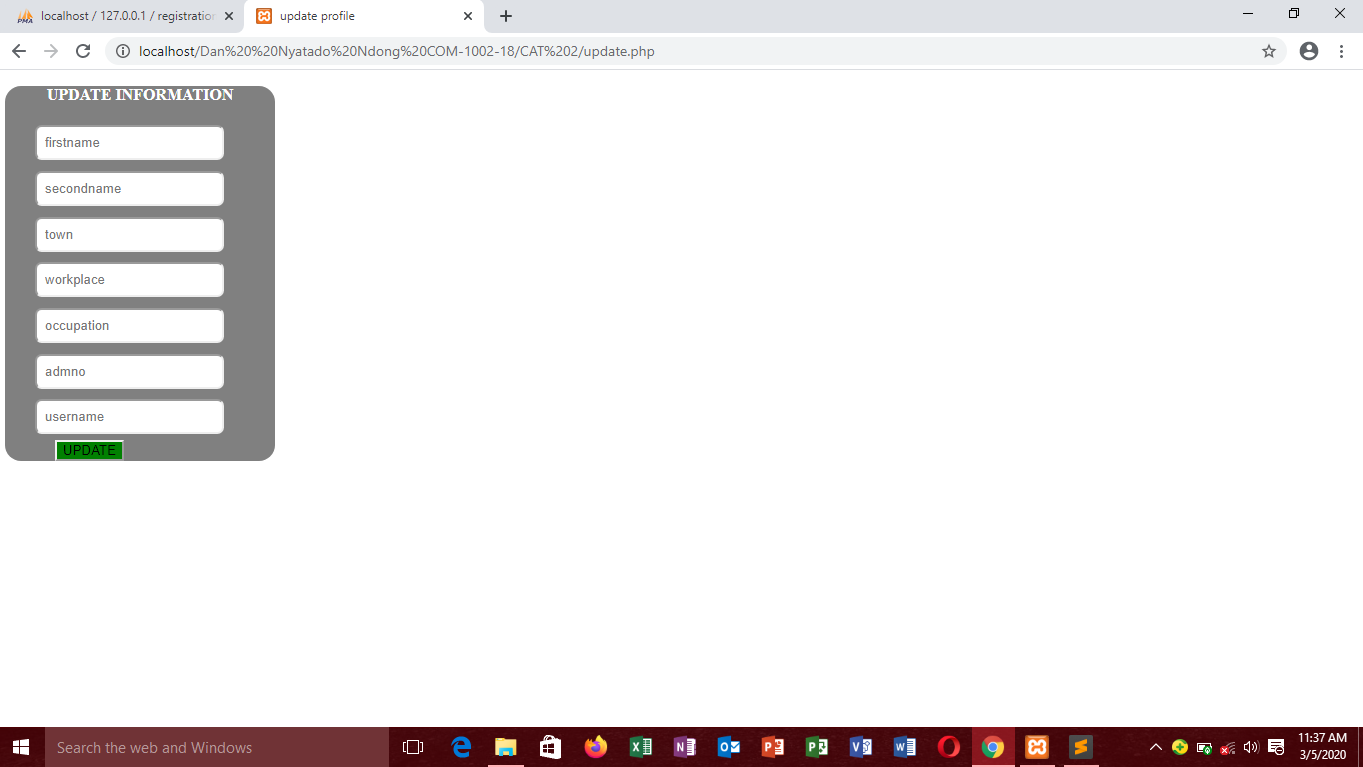 localhost / 127.0.0.1 / registration
update profile
localhost/Dan%20%20Nyatado%20Ndong%20COM-1002-18/CAT%202/update.php
UPDATE INFORMATION
firstname
secondname
town
workplace
occupation
admno
username
UPDATE
Search the web and Windows
11:37 AM
3/5/2020